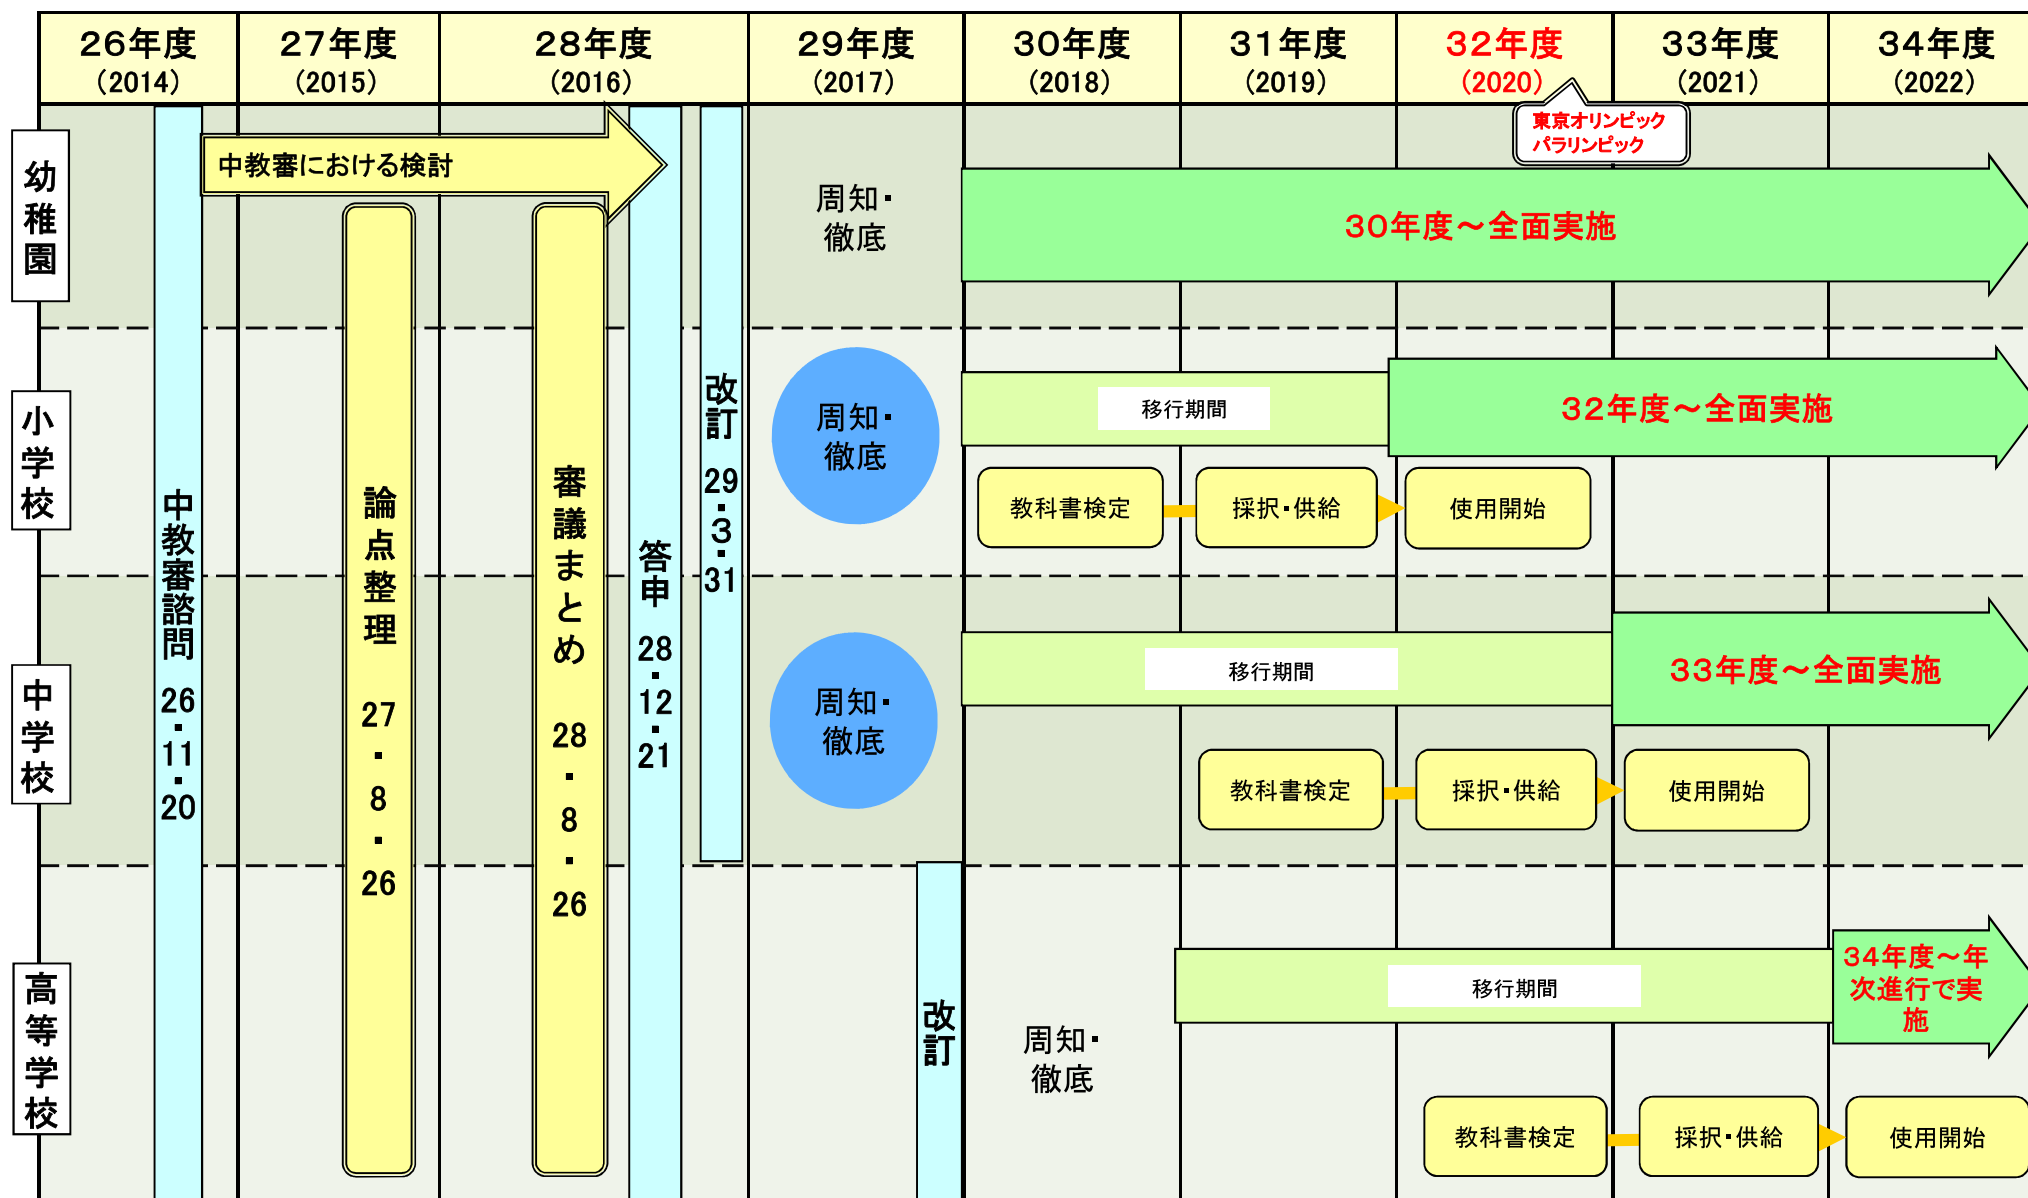 26年度
(2014)
27年度
(2015)
28年度
(2016)
29年度
(2017)
30年度
(2018)
31年度
(2019)
32年度
(2020)
33年度
(2021)
34年度
(2022)
東京オリンピック
パラリンピック
幼稚園
小学校
中学校
高等学校
中教審における検討
中教審諮問 26・11・20
論点整理 27・8・26
審議まとめ 28・8・26
答申 28・12・21
改訂 29・3・31
改訂
周知・
徹底
30年度～全面実施
周知・
徹底
移行期間
32年度～全面実施
教科書検定
採択・供給
使用開始
周知・
徹底
移行期間
33年度～全面実施
教科書検定
採択・供給
使用開始
周知・
徹底
移行期間
34年度～年
次進行で実
施
教科書検定
採択・供給
使用開始